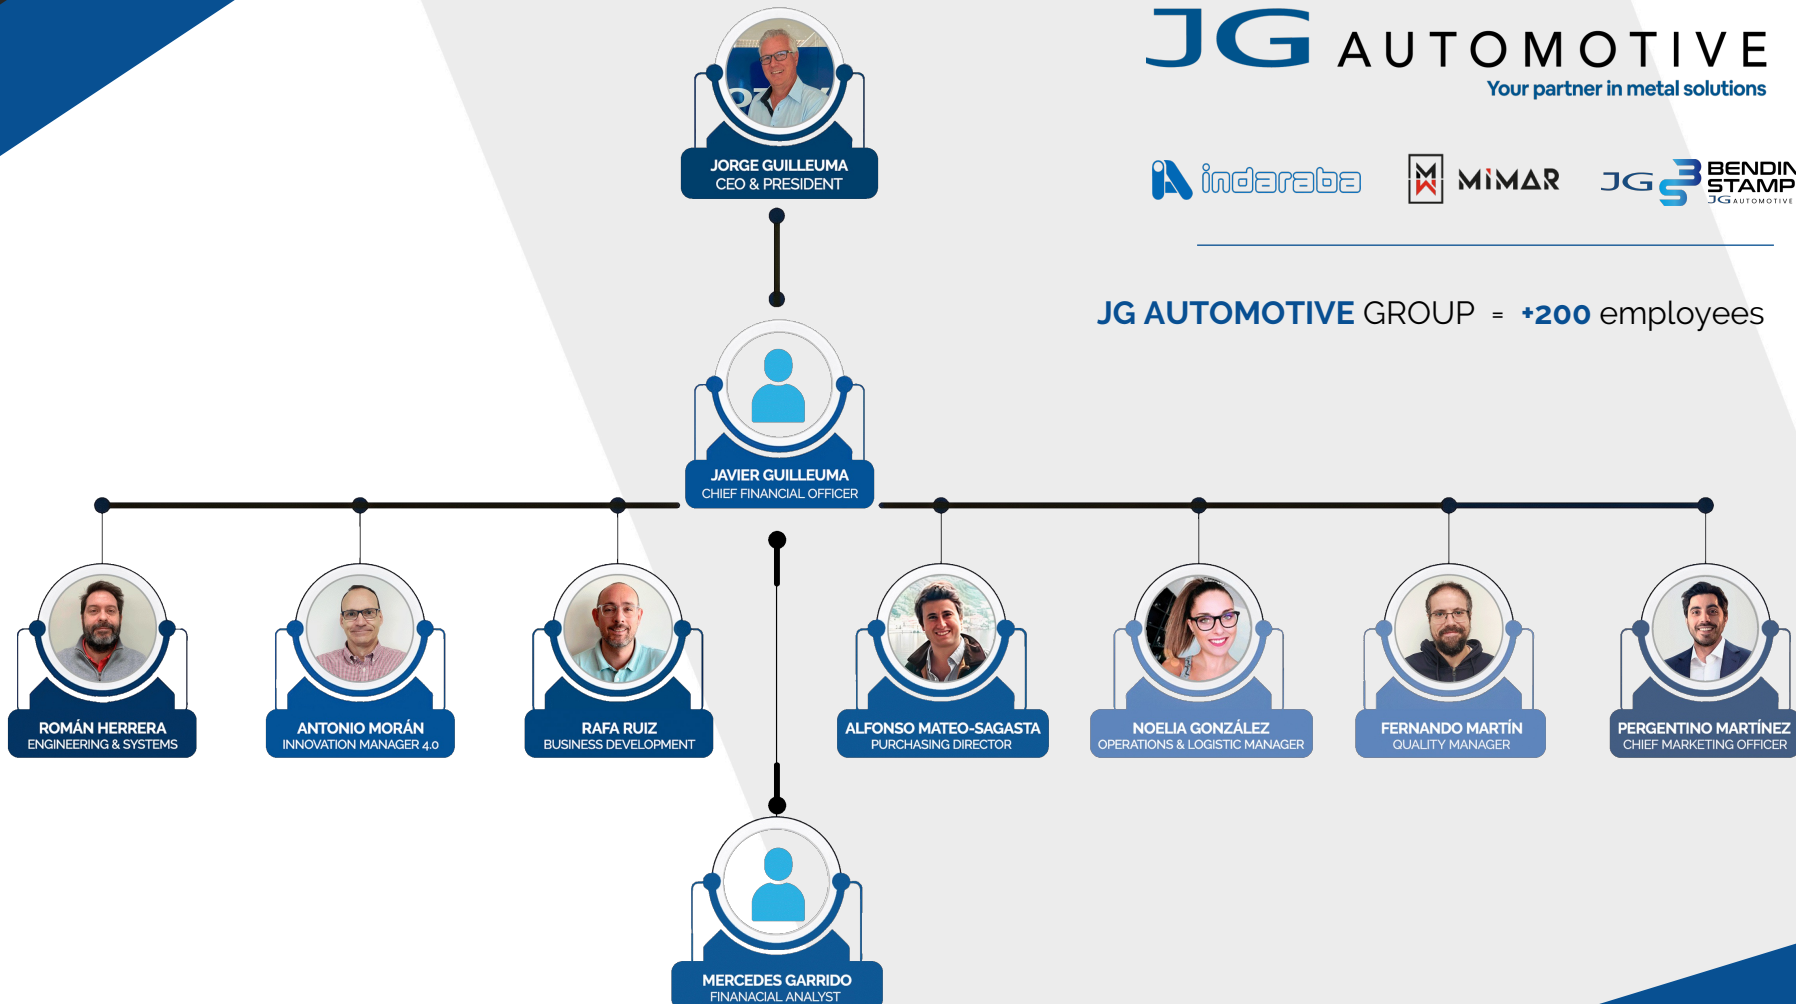 JG AUTOMOTIVE
Your partner in metal solutions
JORGE GUILLEUMA
CEO & PRESIDENT
indaraba
MIMAR
JG
BENDIN
STAMP
JG AUTOMOTIVE
JG AUTOMOTIVE GROUP = +200 employees
JAVIER GUILLEUMA
CHIEF FINANCIAL OFFICER
ROMÁN HERRERA
ENGINEERING & SYSTEMS
ANTONIO MORÁN
INNOVATION MANAGER 4.0
RAFA RUIZ
BUSINESS DEVELOPMENT
ALFONSO MATEO-SAGASTA
PURCHASING DIRECTOR
NOELIA GONZÁLEZ
OPERATIONS & LOGISTIC MANAGER
FERNANDO MARTÍN
QUALITY MANAGER
PERGENTINO MARTÍNEZ
CHIEF MARKETING OFFICER
MERCEDES GARRIDO
FINANACIAL ANALYST